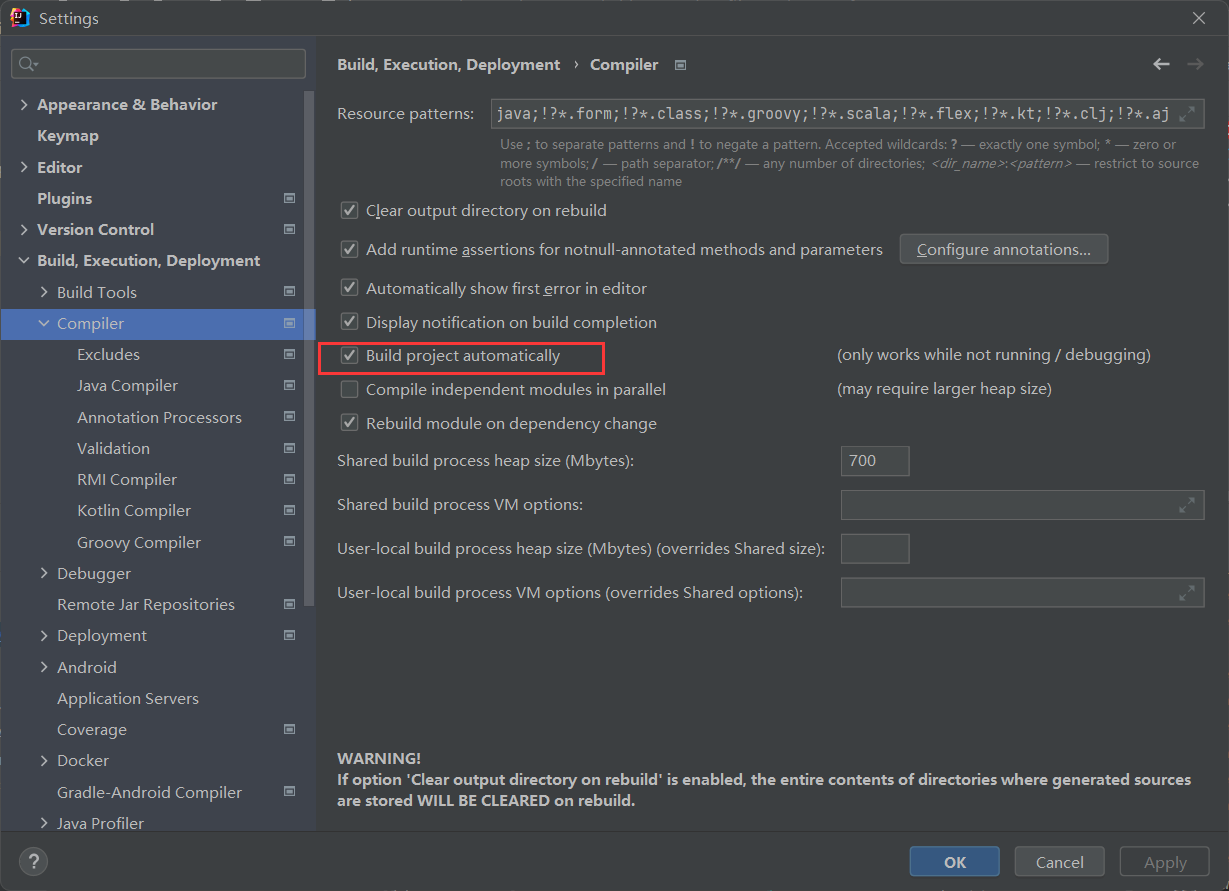 Settings
Appearance & Behavior
Keymap
Editor
Plugins
Version Control
Build, Execution, Deployment
Build Tools
Compiler
Excludes
Java Compiler
Annotation Processors
Validation
RMI Compiler
Kotlin Compiler
Groovy Compiler
Debugger
Remote Jar Repositories
Deployment
Android
Application Servers
Coverage
Docker
Gradle-Android Compiler
Java Profiler
Build, Execution, Deployment › Compiler
Resource patterns: java;!?*.form;!?*.class;!?*.groovy;!?*.scala;!?*.flex;!?*.kt;!?*.clj;!?*.aj
Use ; to separate patterns and ! to negate a pattern. Accepted wildcards: ? — exactly one symbol; * — zero or
more symbols; / — path separator; /**/ — any number of directories; <dir_name>:<pattern> — restrict to source
roots with the specified name
Clear output directory on rebuild
Add runtime assertions for notnull-annotated methods and parameters Configure annotations...
Automatically show first error in editor
Display notification on build completion
Build project automatically (only works while not running / debugging)
Compile independent modules in parallel (may require larger heap size)
Rebuild module on dependency change
Shared build process heap size (Mbytes): 700
Shared build process VM options:
User-local build process heap size (Mbytes) (overrides Shared size):
User-local build process VM options (overrides Shared options):
WARNING!
If option 'Clear output directory on rebuild' is enabled, the entire contents of directories where generated sources
are stored WILL BE CLEARED on rebuild.
? OK Cancel Apply